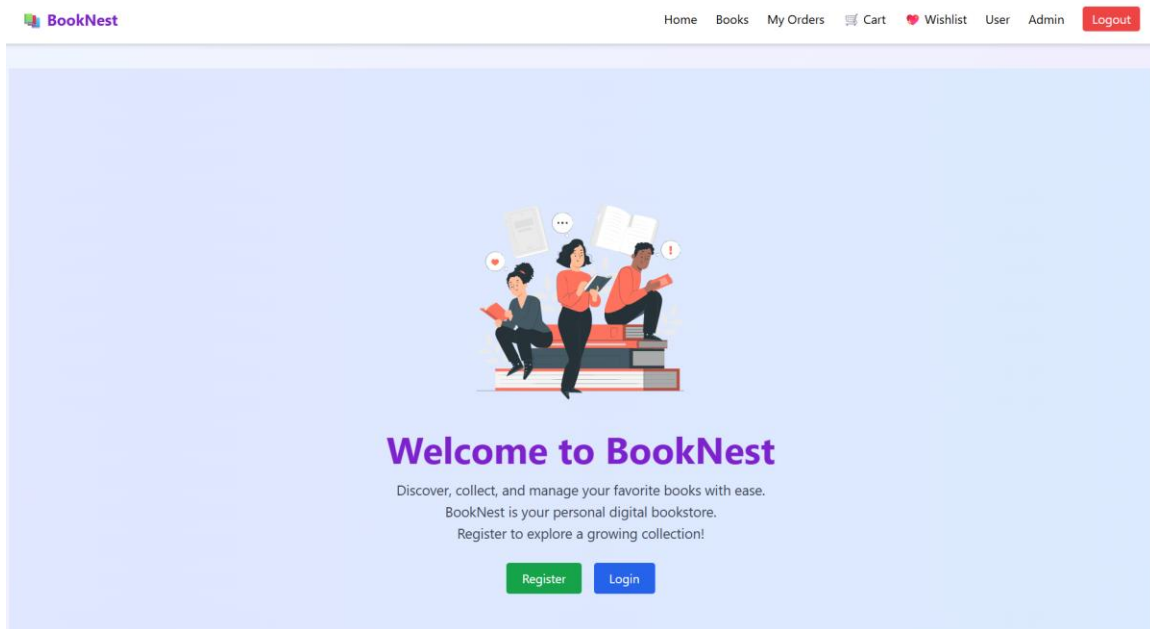 BookNest
Home Books My Orders Cart Wishlist User Admin Logout
Welcome to BookNest
Discover, collect, and manage your favorite books with ease.
BookNest is your personal digital bookstore.
Register to explore a growing collection!
Register Login